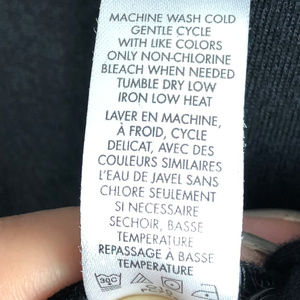 MACHINE WASH COLD
GENTLE CYCLE
WITH LIKE COLORS
ONLY NON-CHLORINE
BLEACH WHEN NEEDED
TUMBLE DRY LOW
IRON LOW HEAT
LAVER EN MACHINE,
À FROID, CYCLE
DELICAT, AVEC DES
COULEURS SIMILAIRES
L'EAU DE JAVEL SANS
CHLORE SEULEMENT
SI NECESSAIRE
SECHOIR, BASSE
TEMPERATURE
REPASSAGE À BASSE
TEMPERATURE
30C